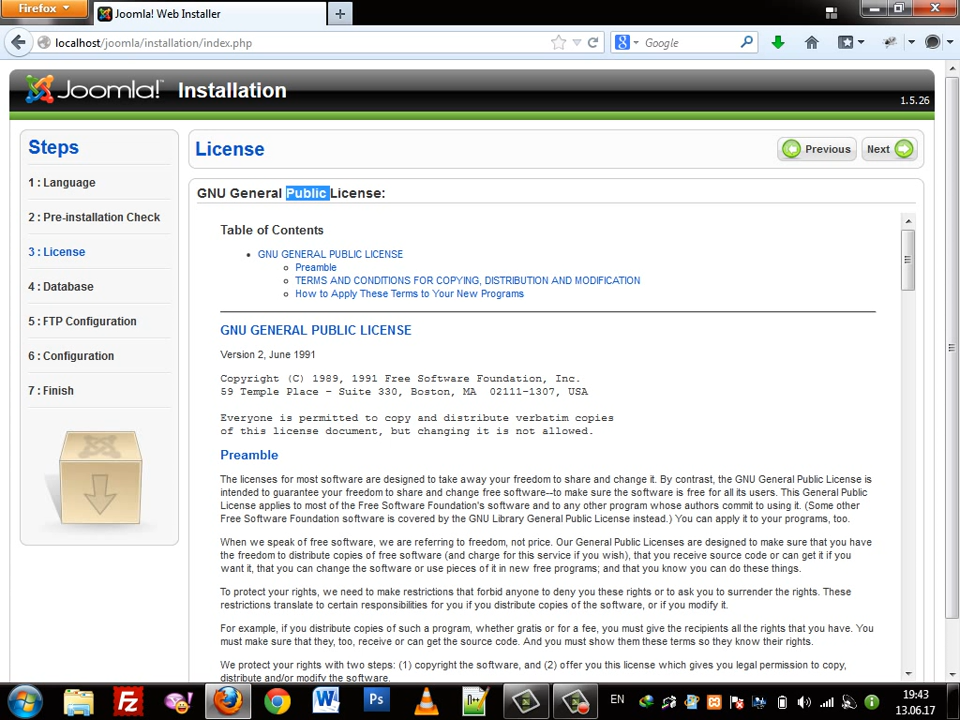 Firefox
Joomla! Web Installer
localhost/joomla/installation/index.php
Google
Joomla! Installation
1.5.26
Steps
1 : Language
2 : Pre-installation Check
3 : License
4 : Database
5 : FTP Configuration
6 : Configuration
7 : Finish
License
Previous
Next
GNU General Public License:
Table of Contents
GNU GENERAL PUBLIC LICENSE
Preamble
TERMS AND CONDITIONS FOR COPYING, DISTRIBUTION AND MODIFICATION
How to Apply These Terms to Your New Programs
GNU GENERAL PUBLIC LICENSE
Version 2, June 1991
Copyright (C) 1989, 1991 Free Software Foundation, Inc.
59 Temple Place - Suite 330, Boston, MA  02111-1307, USA
Everyone is permitted to copy and distribute verbatim copies
of this license document, but changing it is not allowed.
Preamble
The licenses for most software are designed to take away your freedom to share and change it. By contrast, the GNU General Public License is
intended to guarantee your freedom to share and change free software--to make sure the software is free for all its users. This General Public
License applies to most of the Free Software Foundation's software and to any other program whose authors commit to using it. (Some other
Free Software Foundation software is covered by the GNU Library General Public License instead.) You can apply it to your programs, too.
When we speak of free software, we are referring to freedom, not price. Our General Public Licenses are designed to make sure that you have
the freedom to distribute copies of free software (and charge for this service if you wish), that you receive source code or can get it if you
want it, that you can change the software or use pieces of it in new free programs; and that you know you can do these things.
To protect your rights, we need to make restrictions that forbid anyone to deny you these rights or to ask you to surrender the rights. These
restrictions translate to certain responsibilities for you if you distribute copies of the software, or if you modify it.
For example, if you distribute copies of such a program, whether gratis or for a fee, you must give the recipients all the rights that you have. You
must make sure that they, too, receive or can get the source code. And you must show them these terms so they know their rights.
We protect your rights with two steps: (1) copyright the software, and (2) offer you this license which gives you legal permission to copy,
distribute and/or modify the software.
EN
19:43
13.06.17